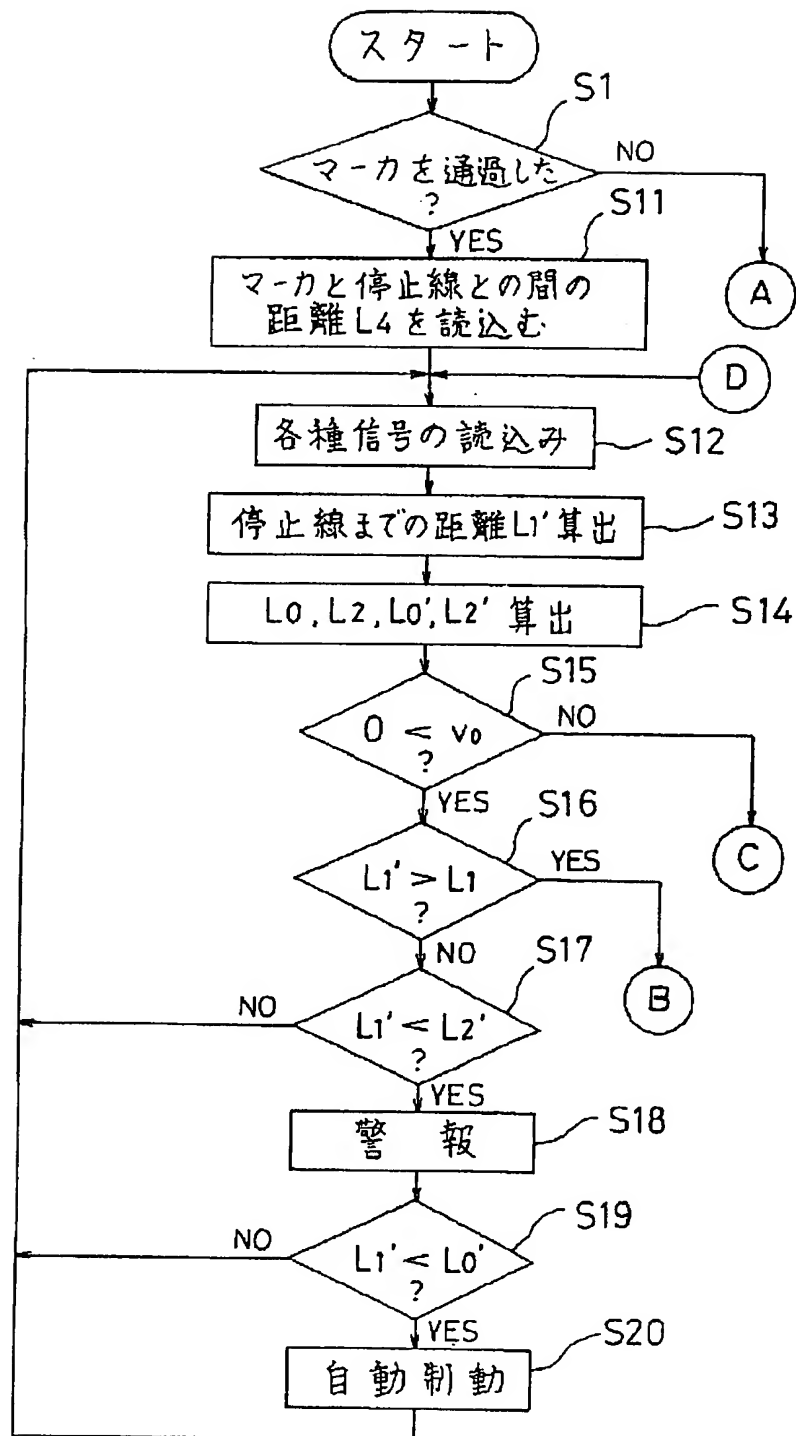 スタート
S1
マーカを通過した
?
NO
YES
S11
A
マーカと停止線との間の
距離L4を読込む
D
各種信号の読込み
S12
停止線までの距離L1'算出
S13
L0,L2,L0',L2'算出
S14
S15
0 < v0
?
NO
YES
S16
C
L1' > L1
?
YES
NO
S17
B
NO
L1' < L2'
?
YES
警報
S18
S19
NO
L1' < L0'
?
YES
S20
自動制動